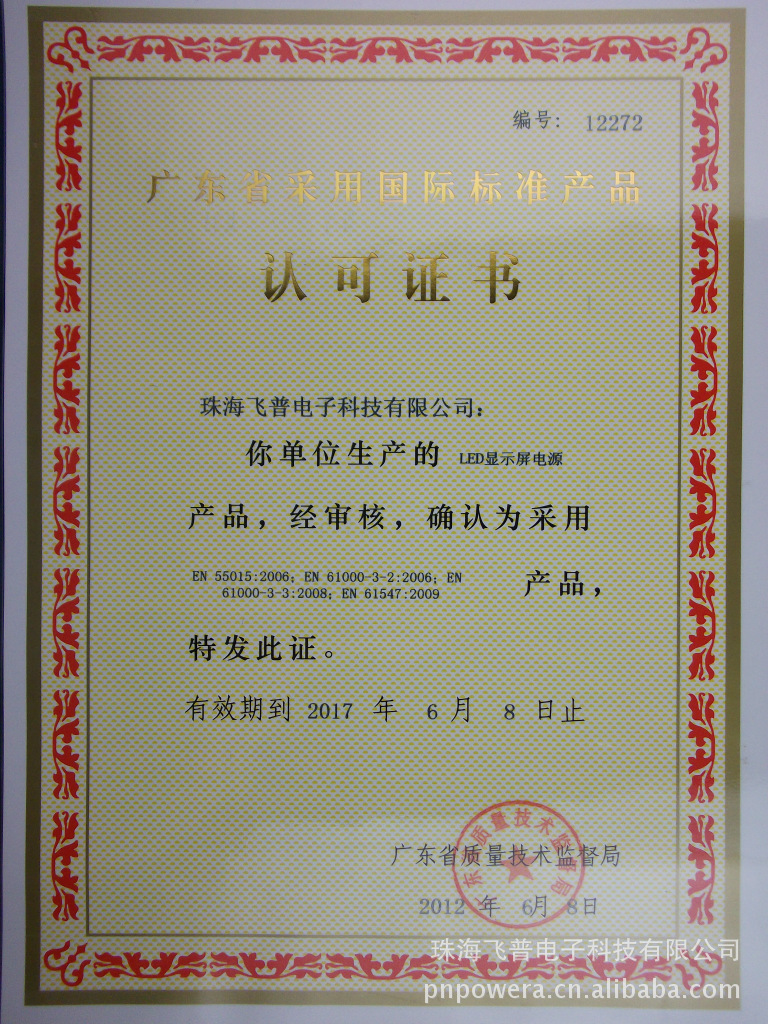 编号： 12272
广东省采用国际标准产品
认可证书
珠海飞普电子科技有限公司：
你单位生产的 LED显示屏电源
产品，经审核，确认为采用
EN 55015:2006; EN 61000-3-2:2006; EN
61000-3-3:2008; EN 61547:2009 产品，
特发此证。
有效期到 2017 年 6 月 8 日止
广东省质量技术监督局
2012 年 6月 8日
珠海飞普电子科技有限公司
pnpowera.cn.alibaba.com